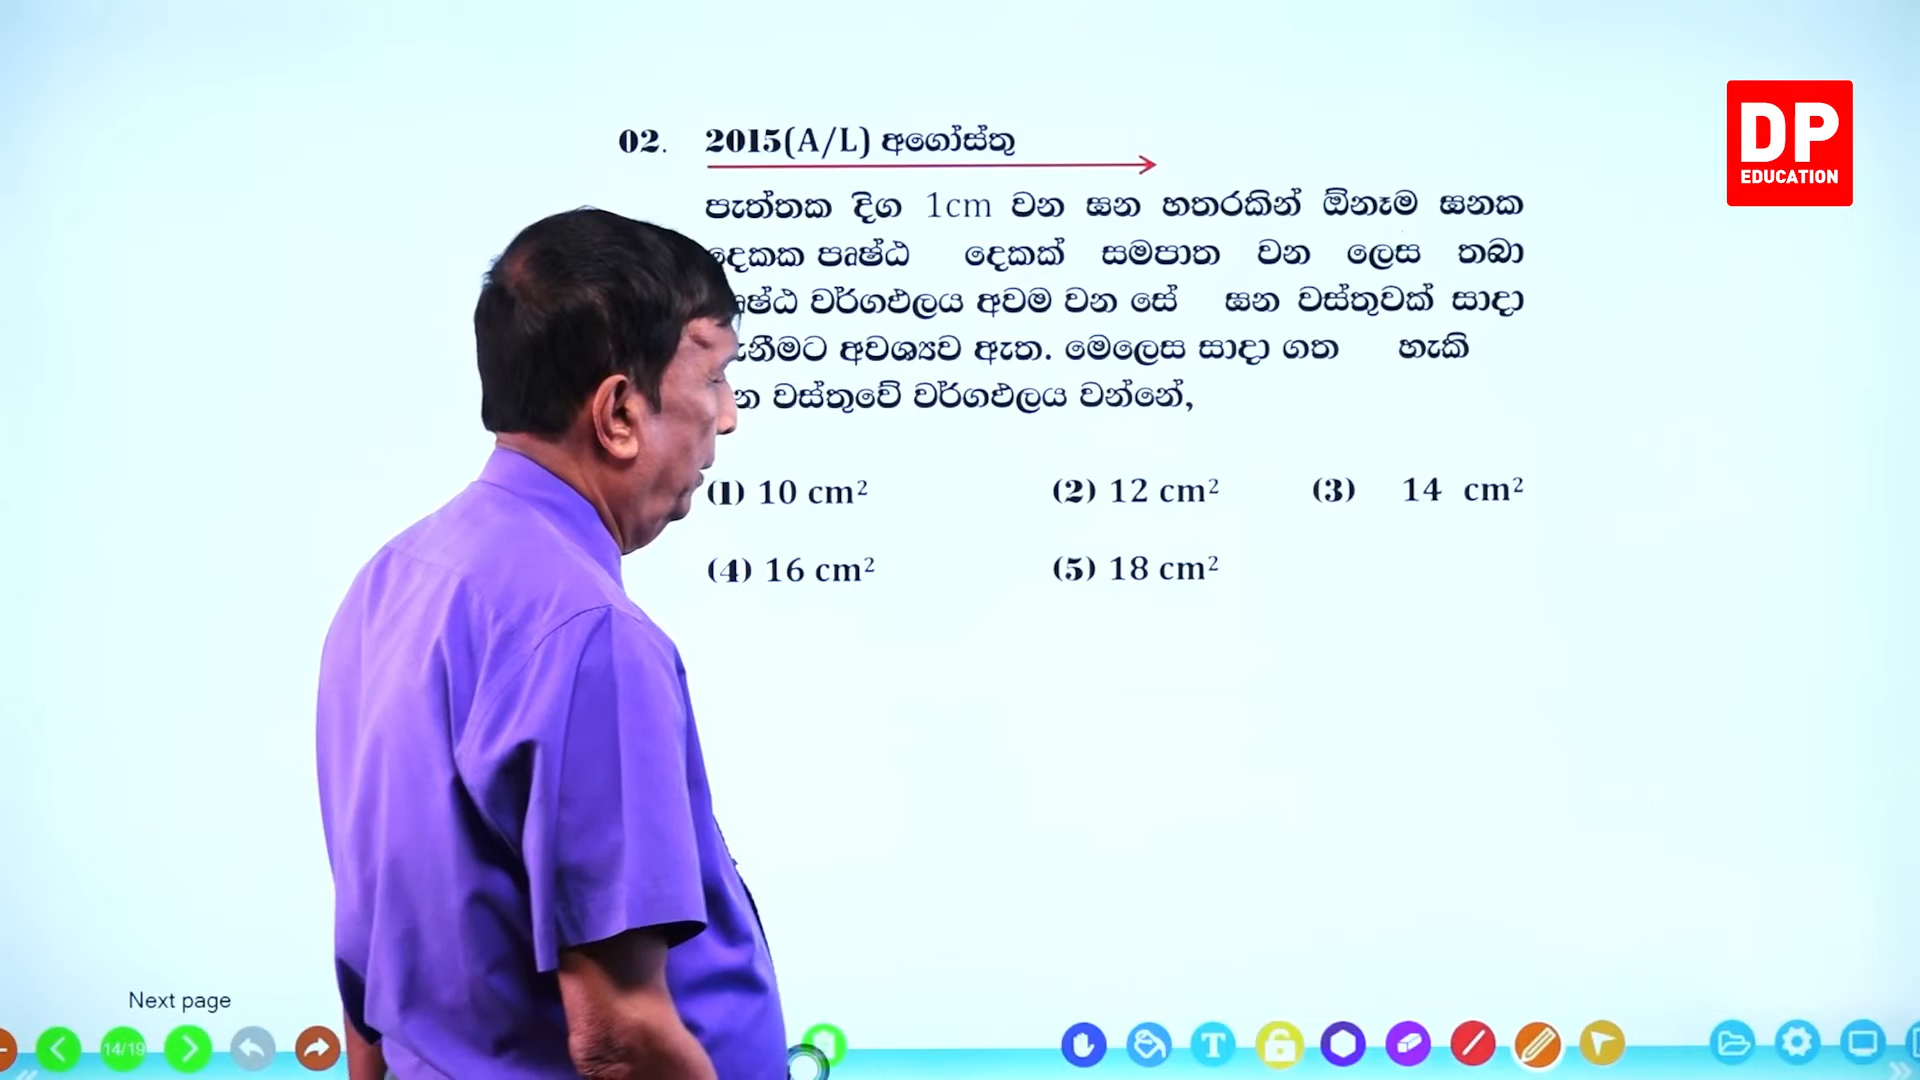 DP
EDUCATION
02. 2015(A/L) අගෝස්තු
පැත්තක දිග 1cm වන ඝන හතරකින් ඕනෑම ඝනක
දෙකක පෘෂ්ඨ දෙකක් සමපාත වන ලෙස තබා
වර්ගඵලය අවම වන සේ ඝන වස්තුවක් සාදා
අවශ්‍යව ඇත. මෙලෙස සාදා ගත හැකි
වස්තුවේ වර්ගඵලය වන්නේ,
(1) 10 cm² (2) 12 cm² (3) 14 cm²
(4) 16 cm² (5) 18 cm²
Next page
14/19
T